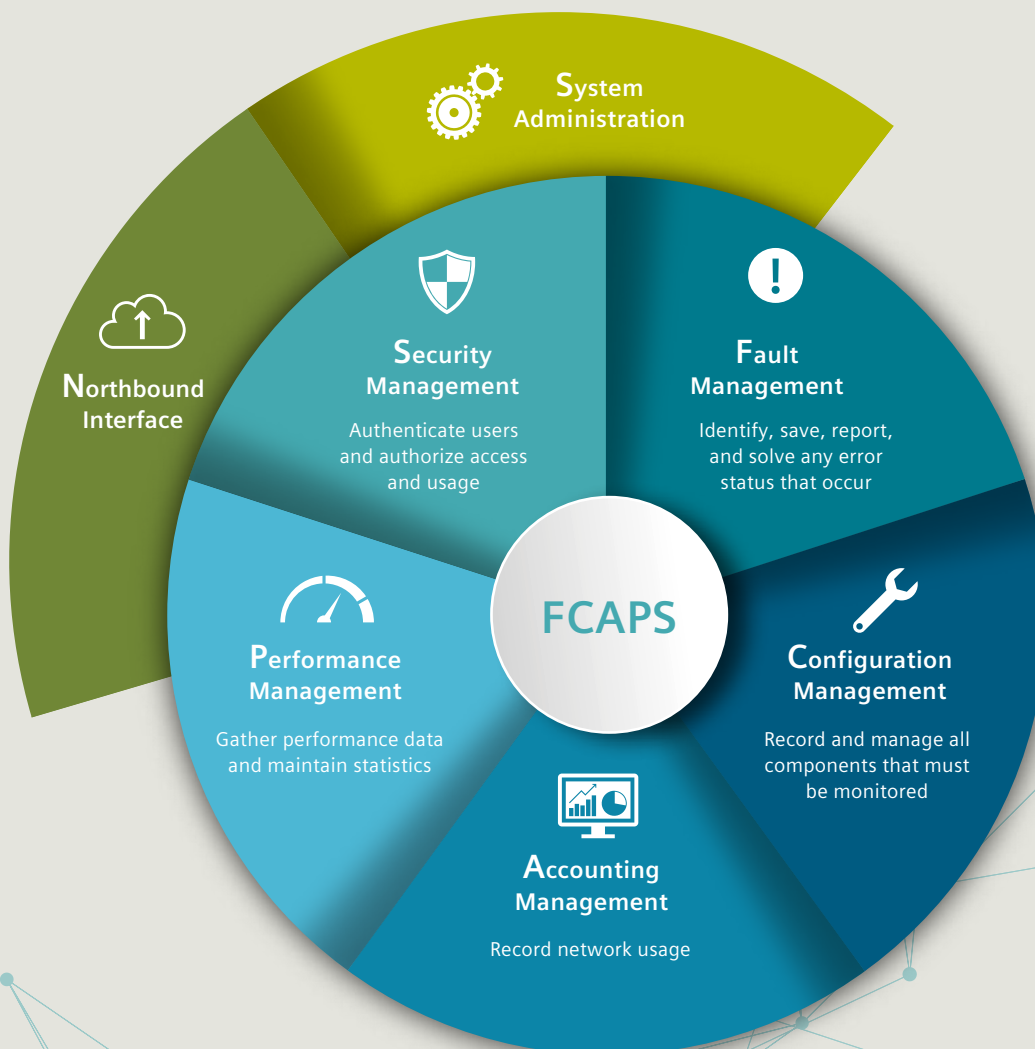 System
Administration
Northbound
Interface
Security
Management
Authenticate users
and authorize access
and usage
Fault
Management
Identify, save, report,
and solve any error
status that occur
FCAPS
Performance
Management
Gather performance data
and maintain statistics
Configuration
Management
Record and manage all
components that must
be monitored
Accounting
Management
Record network usage